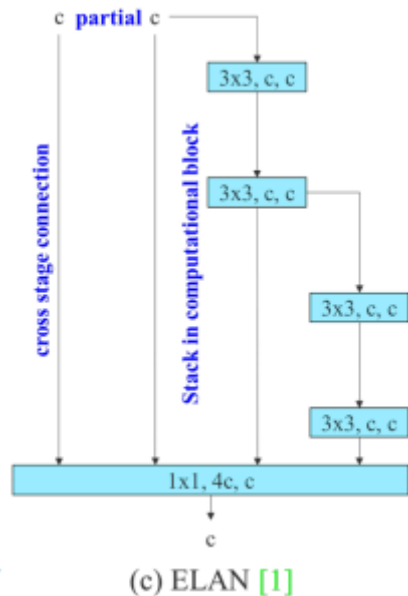 c partial c
3x3, c, c
3x3, c, c
cross stage connection
Stack in computational block
3x3, c, c
3x3, c, c
1x1, 4c, c
c
(c) ELAN [1]